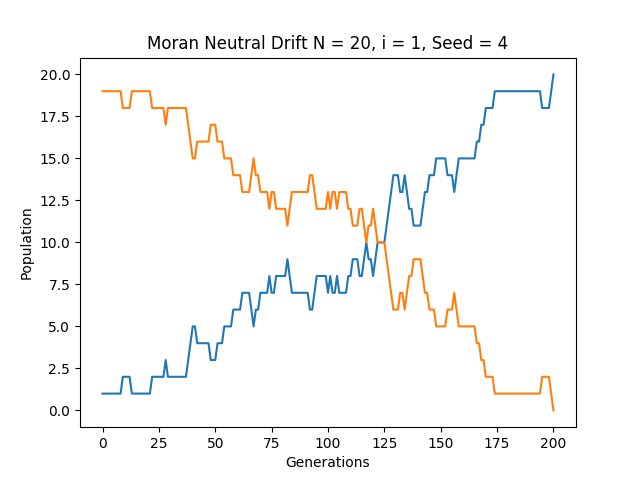 Moran Neutral Drift N = 20, i = 1, Seed = 4
20.0
17.5
15.0
12.5
10.0
7.5
5.0
2.5
0.0
Population
0 25 50 75 100 125 150 175 200
Generations